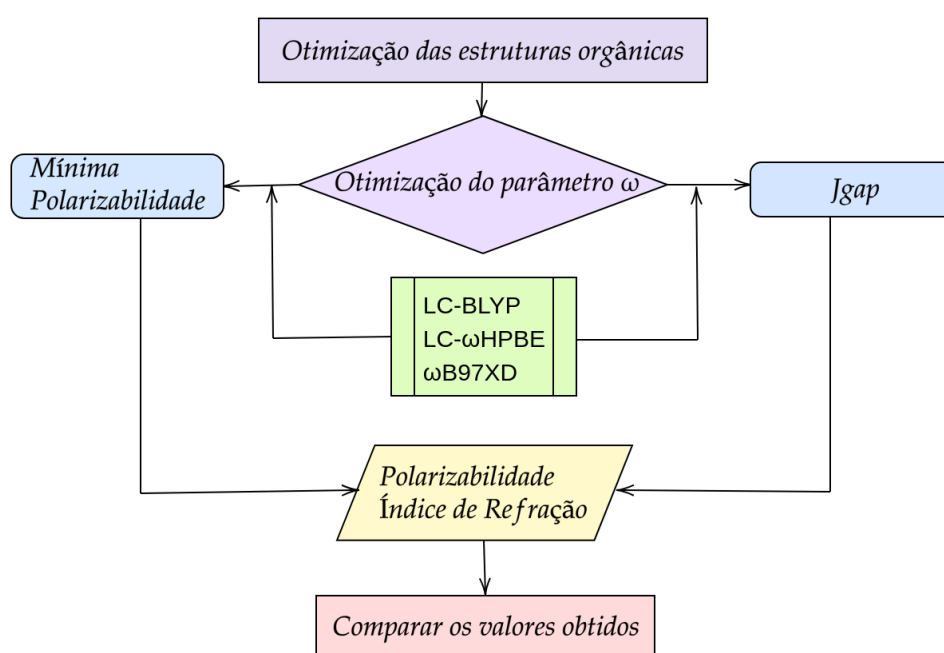 Otimização das estruturas orgânicas
Otimização do parâmetro ω
Mínima
Polarizabilidade
Jgap
LC-BLYP
LC-ωHPBE
ωB97XD
Polarizabilidade
Índice de Refração
Comparar os valores obtidos